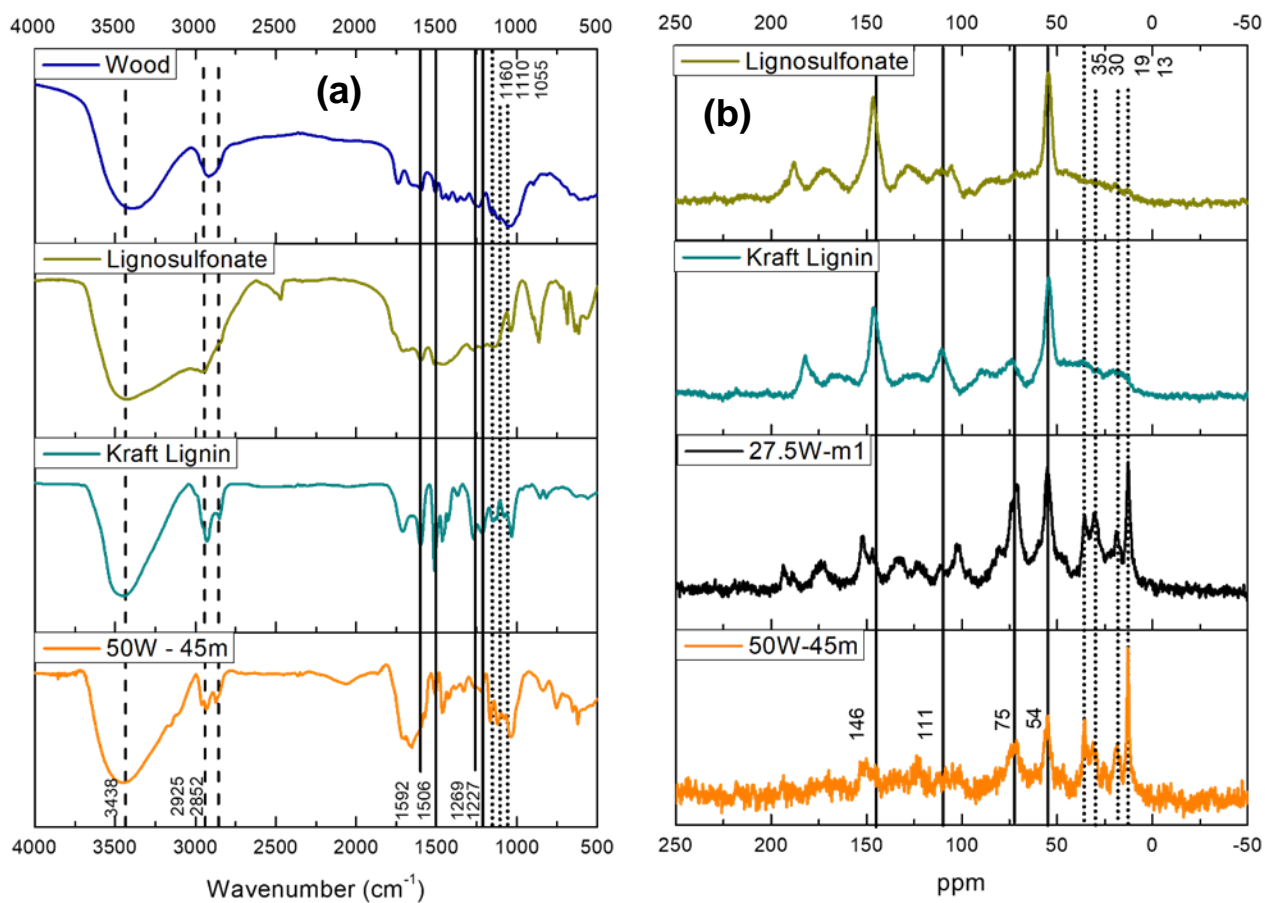 4000 3500 3000 2500 2000 1500 1000 500
Wood
(a)
1160
1110
1055
Lignosulfonate
Kraft Lignin
50W - 45m
3438
2925
2852
1592
1506
1269
1227
4000 3500 3000 2500 2000 1500 1000 500
Wavenumber (cm⁻¹)
250 200 150 100 50 0 -50
Lignosulfonate
(b)
35
30
19
13
Kraft Lignin
27.5W-m1
50W-45m
146
111
75
54
250 200 150 100 50 0 -50
ppm